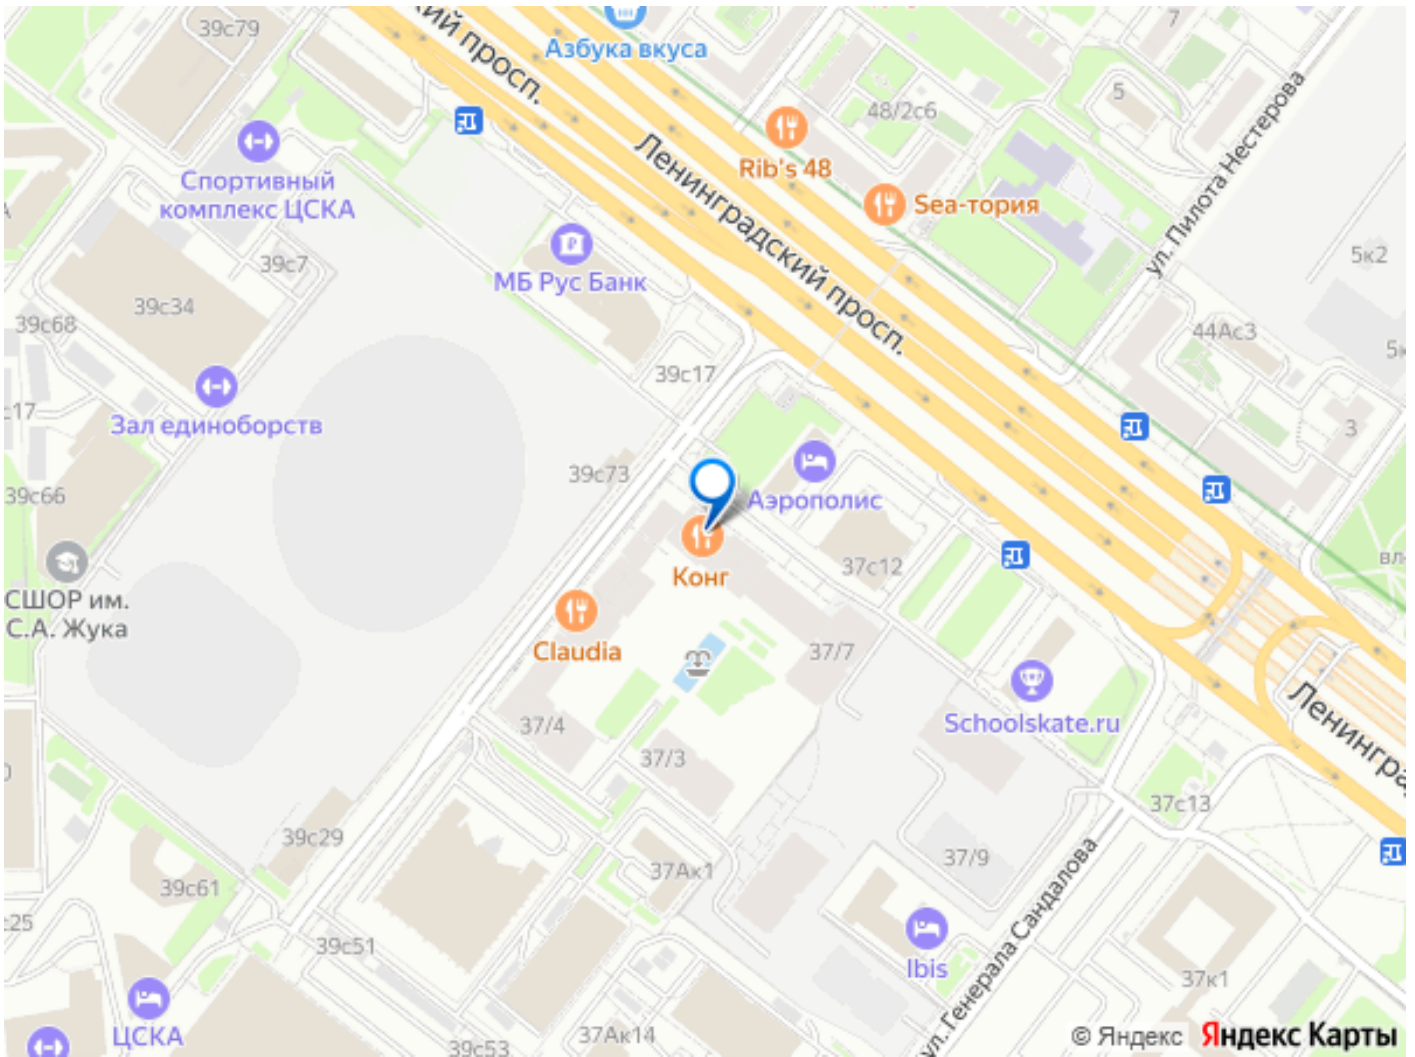 39с79
ский просп.
Азбука вкуса
7
5
48/2с6
Rib's 48
Sea-тория
ул. Пилота Нестерова
Спортивный
комплекс ЦСКА
Ленинградский просп.
39с7
МБ Рус Банк
5к2
39с34
39с68
44Ас3
39с17
Зал единоборств
3
39с73
39с66
Аэрополис
37с12
Конг
СШОР им.
С.А. Жука
Claudia
37/7
Schoolskate.ru
37/4
37/3
37с13
39с29
37/9
37Ак1
39с61
39с51
Ibis
ул. Генерала Сандалова
37к1
ЦСКА
37Ак14
39с53
© Яндекс Яндекс Карты